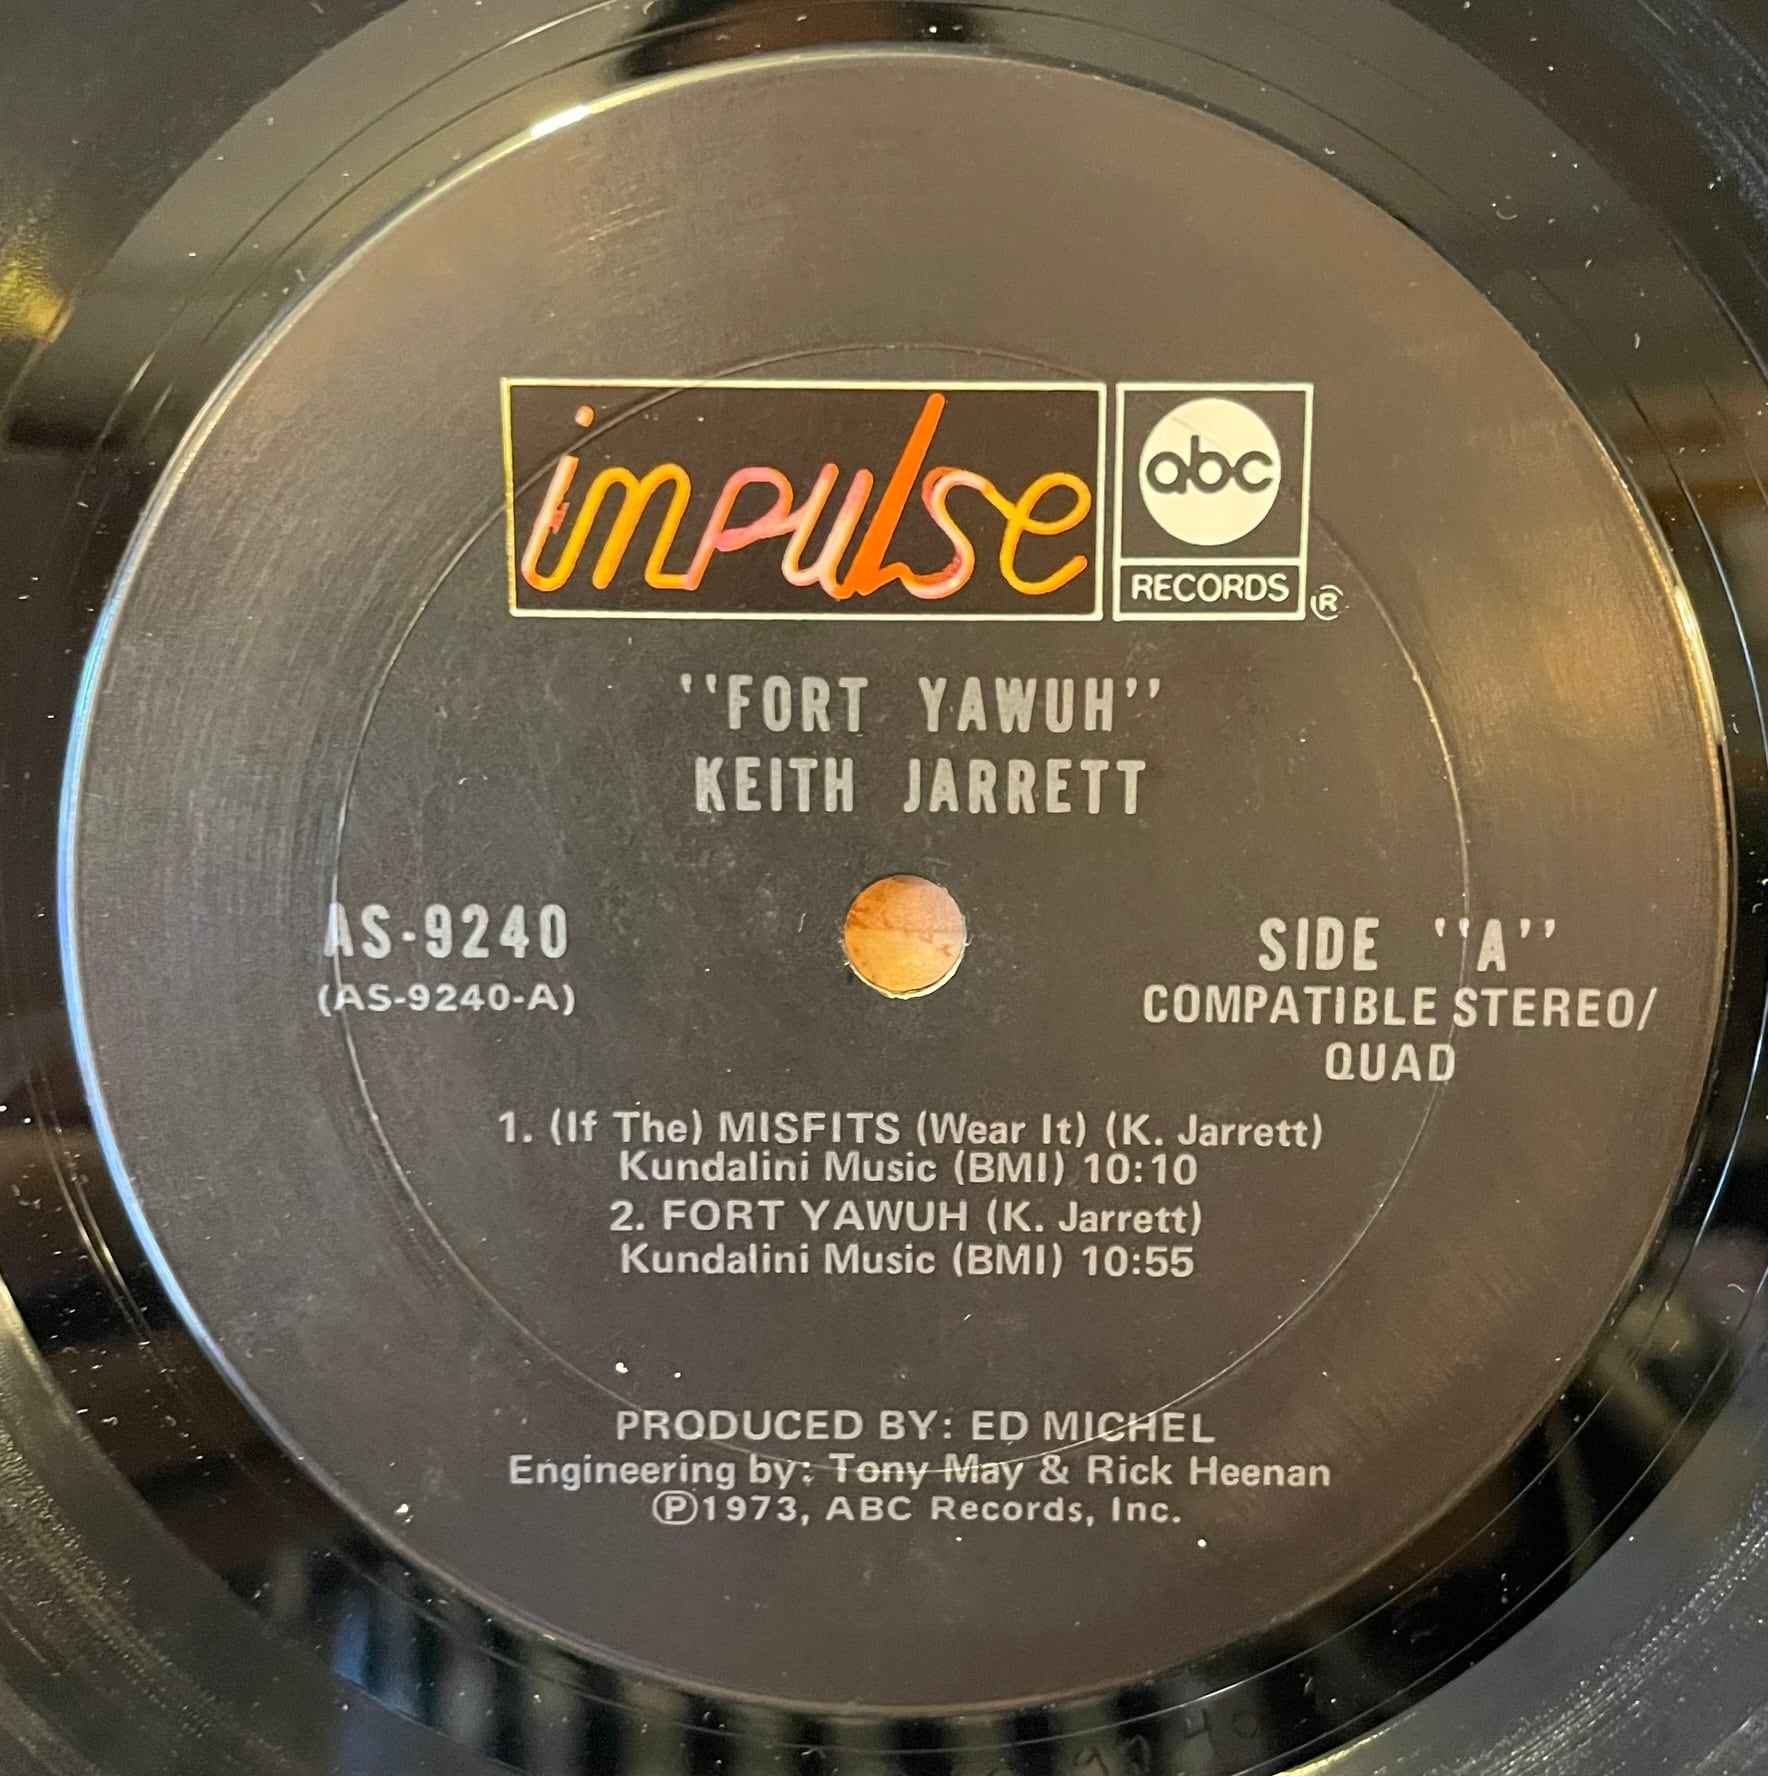 impulse
abc
RECORDS
®
"FORT YAWUH"
KEITH JARRETT
AS-9240
(AS-9240-A)
SIDE "A"
COMPATIBLE STEREO/
QUAD
1. (If The) MISFITS (Wear It) (K. Jarrett)
Kundalini Music (BMI) 10:10
2. FORT YAWUH (K. Jarrett)
Kundalini Music (BMI) 10:55
PRODUCED BY: ED MICHEL
Engineering by: Tony May & Rick Heenan
℗1973, ABC Records, Inc.